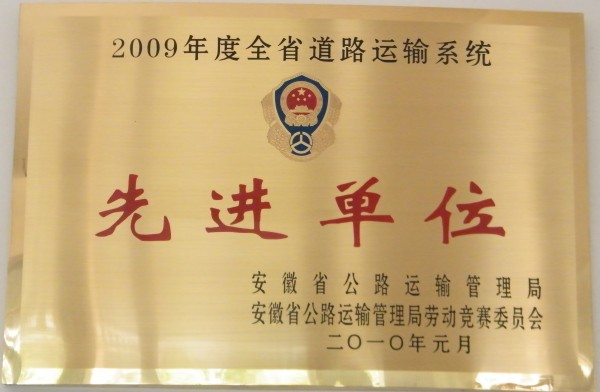 2009年度全省道路运输系统
先进单位
安徽省公路运输管理局
安徽省公路运输管理局劳动竞赛委员会
二〇一〇年元月